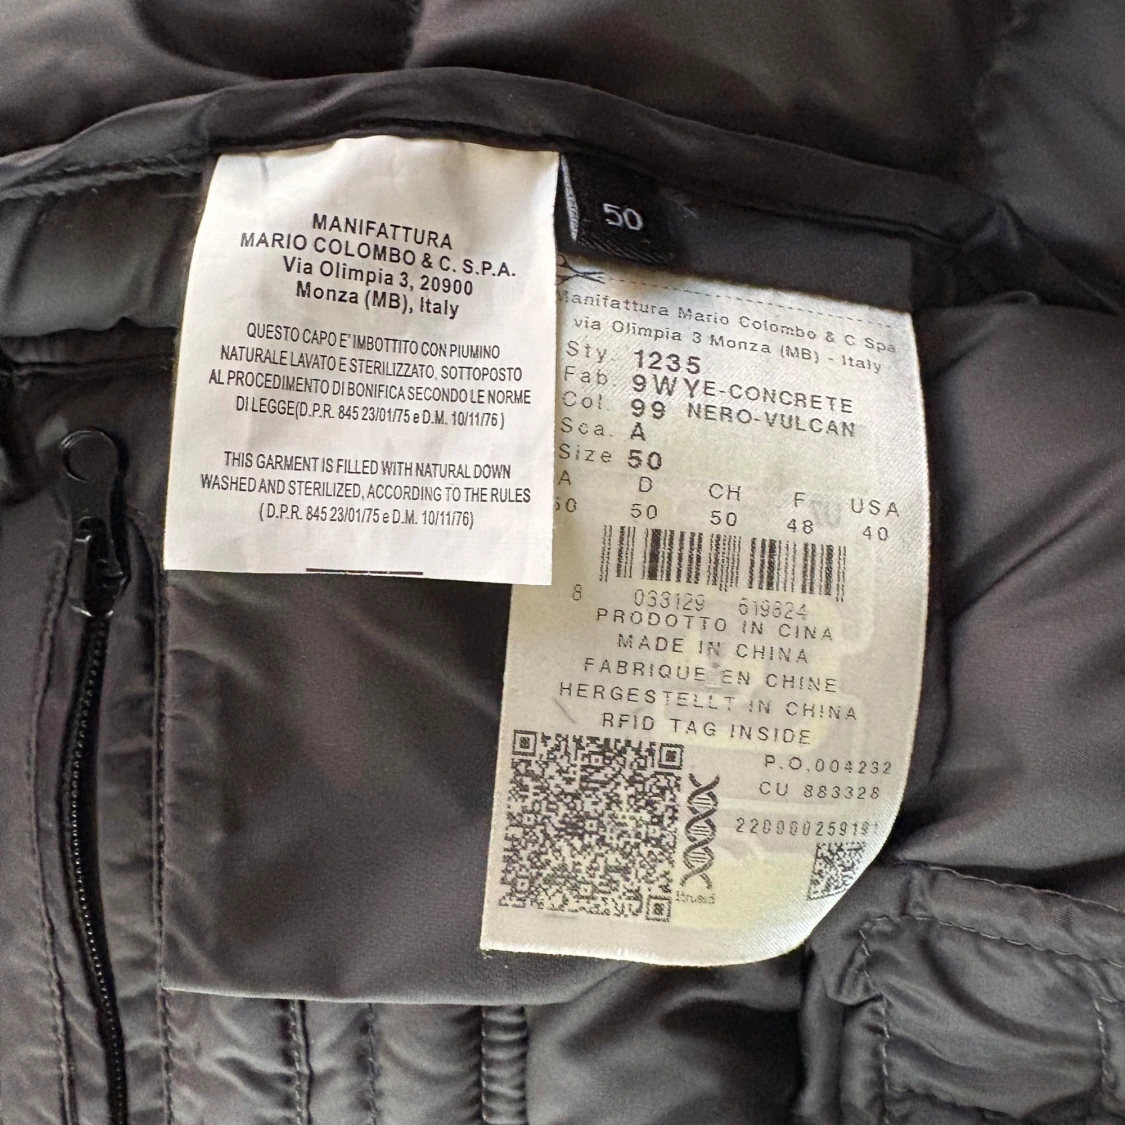 MANIFATTURA
MARIO COLOMBO & C. S.P.A.
Via Olimpia 3, 20900
Monza (MB), Italy
QUESTO CAPO E' IMBOTTITO CON PIUMINO
NATURALE LAVATO E STERILIZZATO, SOTTOPOSTO
AL PROCEDIMENTO DI BONIFICA SECONDO LE NORME
DI LEGGE(D.P.R. 845 23/01/75 e D.M. 10/11/76 )
THIS GARMENT IS FILLED WITH NATURAL DOWN
WASHED AND STERILIZED, ACCORDING TO THE RULES
( D.P.R. 845 23/01/75 e D.M. 10/11/76)
50
Manifattura Mario Colombo & C Spa
via Olimpia 3 Monza (MB) - Italy
Sty. 1235
Fab. 9WYE-CONCRETE
Col. 99 NERO-VULCAN
Sca. A
Size 50
A D CH F USA
50 50 50 48 40
8 033129 519824
PRODOTTO IN CINA
MADE IN CHINA
FABRIQUE EN CHINE
HERGESTELLT IN CHINA
RFID TAG INSIDE
P.O.004232
CU 883328
220000259191